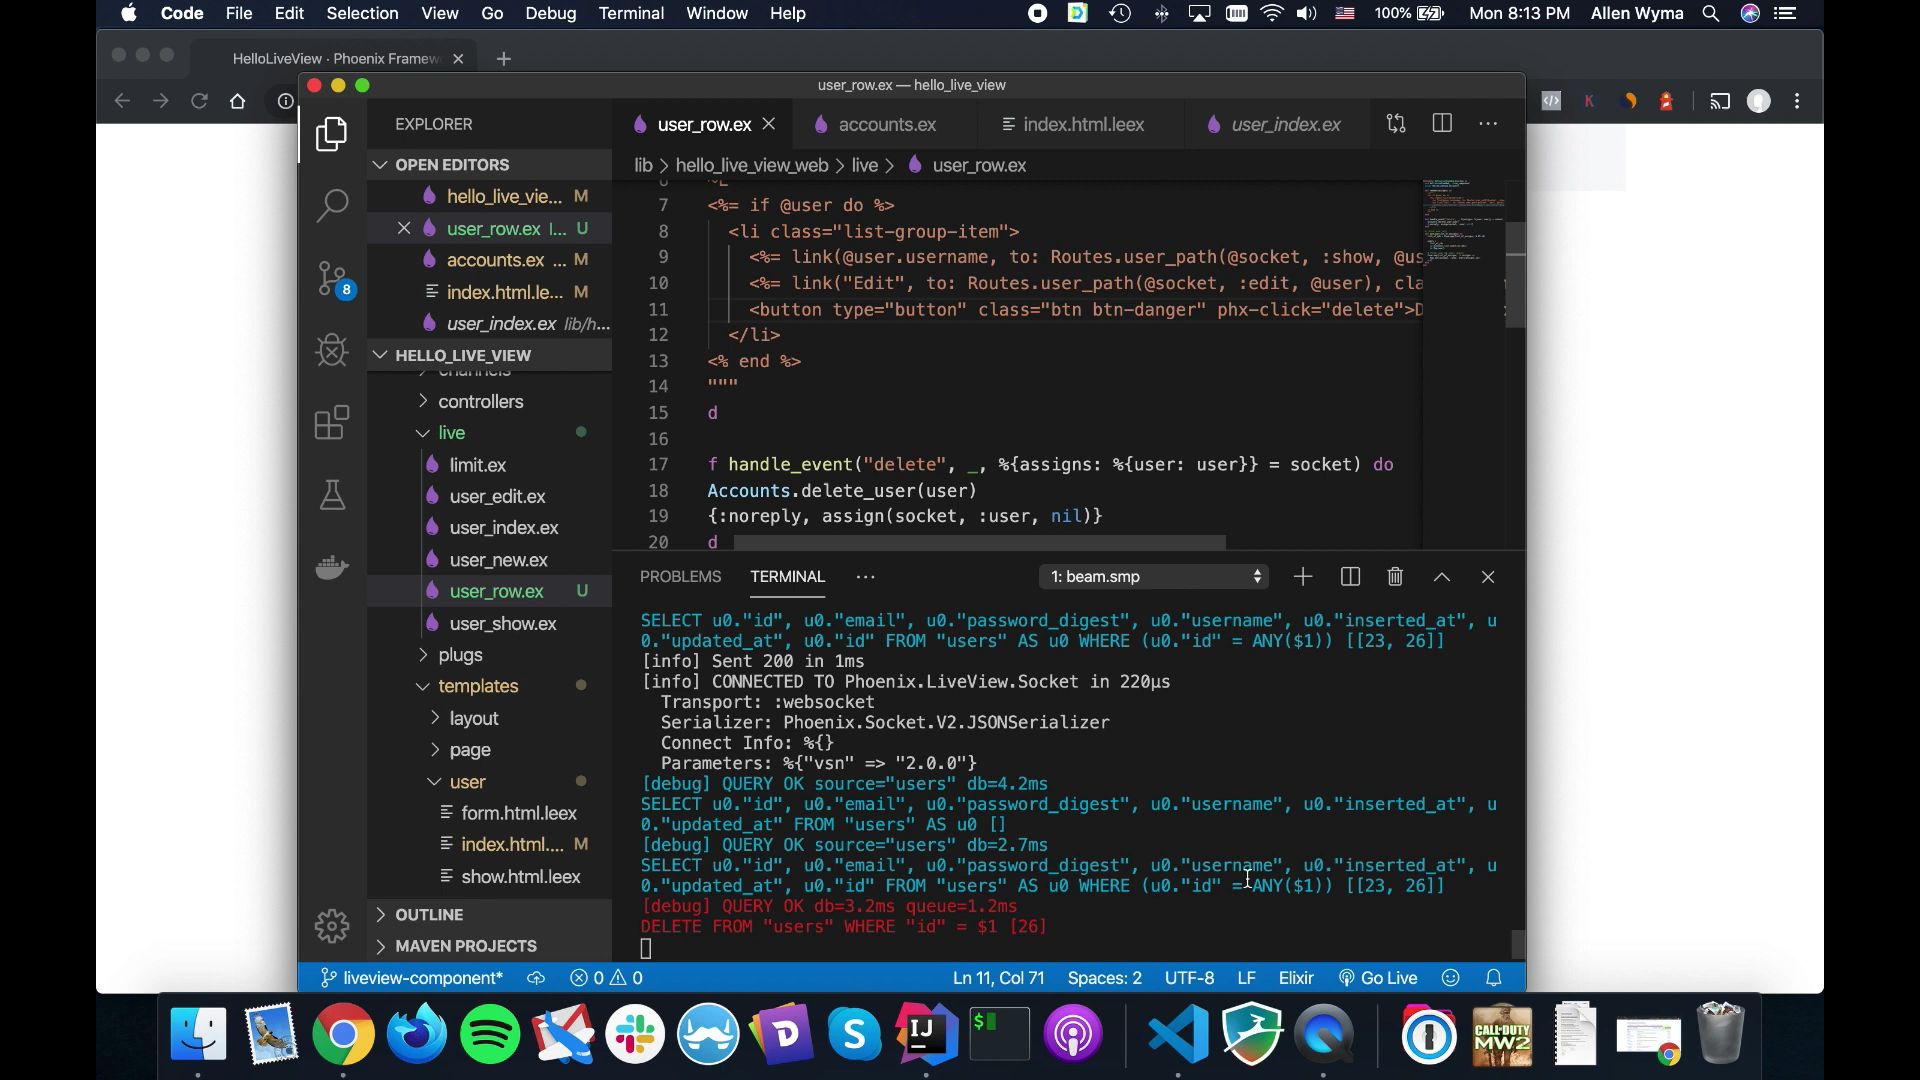 Code File Edit Selection View Go Debug Terminal Window Help 100% Mon 8:13 PM Allen Wyma
HelloLiveView · Phoenix Framew
user_row.ex — hello_live_view
EXPLORER
user_row.ex accounts.ex index.html.leex user_index.ex
OPEN EDITORS
lib > hello_live_view_web > live > user_row.ex
hello_live_vie... M
user_row.ex l... U
accounts.ex ... M
index.html.le... M
user_index.ex lib/h...
HELLO_LIVE_VIEW
channels
controllers
live
limit.ex
user_edit.ex
user_index.ex
user_new.ex
user_row.ex U
user_show.ex
plugs
templates
layout
page
user
form.html.leex
index.html.... M
show.html.leex
OUTLINE
MAVEN PROJECTS
8
7 <%= if @user do %>
8 <li class="list-group-item">
9 <%= link(@user.username, to: Routes.user_path(@socket, :show, @us
10 <%= link("Edit", to: Routes.user_path(@socket, :edit, @user), cla
11 <button type="button" class="btn btn-danger" phx-click="delete">D
12 </li>
13 <% end %>
14 """
15 d
16
17 f handle_event("delete", _, %{assigns: %{user: user}} = socket) do
18 Accounts.delete_user(user)
19 {:noreply, assign(socket, :user, nil)}
20 d
PROBLEMS TERMINAL ... 1: beam.smp
SELECT u0."id", u0."email", u0."password_digest", u0."username", u0."inserted_at", u
0."updated_at", u0."id" FROM "users" AS u0 WHERE (u0."id" = ANY($1)) [[23, 26]]
[info] Sent 200 in 1ms
[info] CONNECTED TO Phoenix.LiveView.Socket in 220µs
Transport: :websocket
Serializer: Phoenix.Socket.V2.JSONSerializer
Connect Info: %{}
Parameters: %{"vsn" => "2.0.0"}
[debug] QUERY OK source="users" db=4.2ms
SELECT u0."id", u0."email", u0."password_digest", u0."username", u0."inserted_at", u
0."updated_at" FROM "users" AS u0 []
[debug] QUERY OK source="users" db=2.7ms
SELECT u0."id", u0."email", u0."password_digest", u0."username", u0."inserted_at", u
0."updated_at", u0."id" FROM "users" AS u0 WHERE (u0."id" = ANY($1)) [[23, 26]]
[debug] QUERY OK db=3.2ms queue=1.2ms
DELETE FROM "users" WHERE "id" = $1 [26]
liveview-component* 0 0 Ln 11, Col 71 Spaces: 2 UTF-8 LF Elixir Go Live
IJ
CALL OF DUTY
MW2